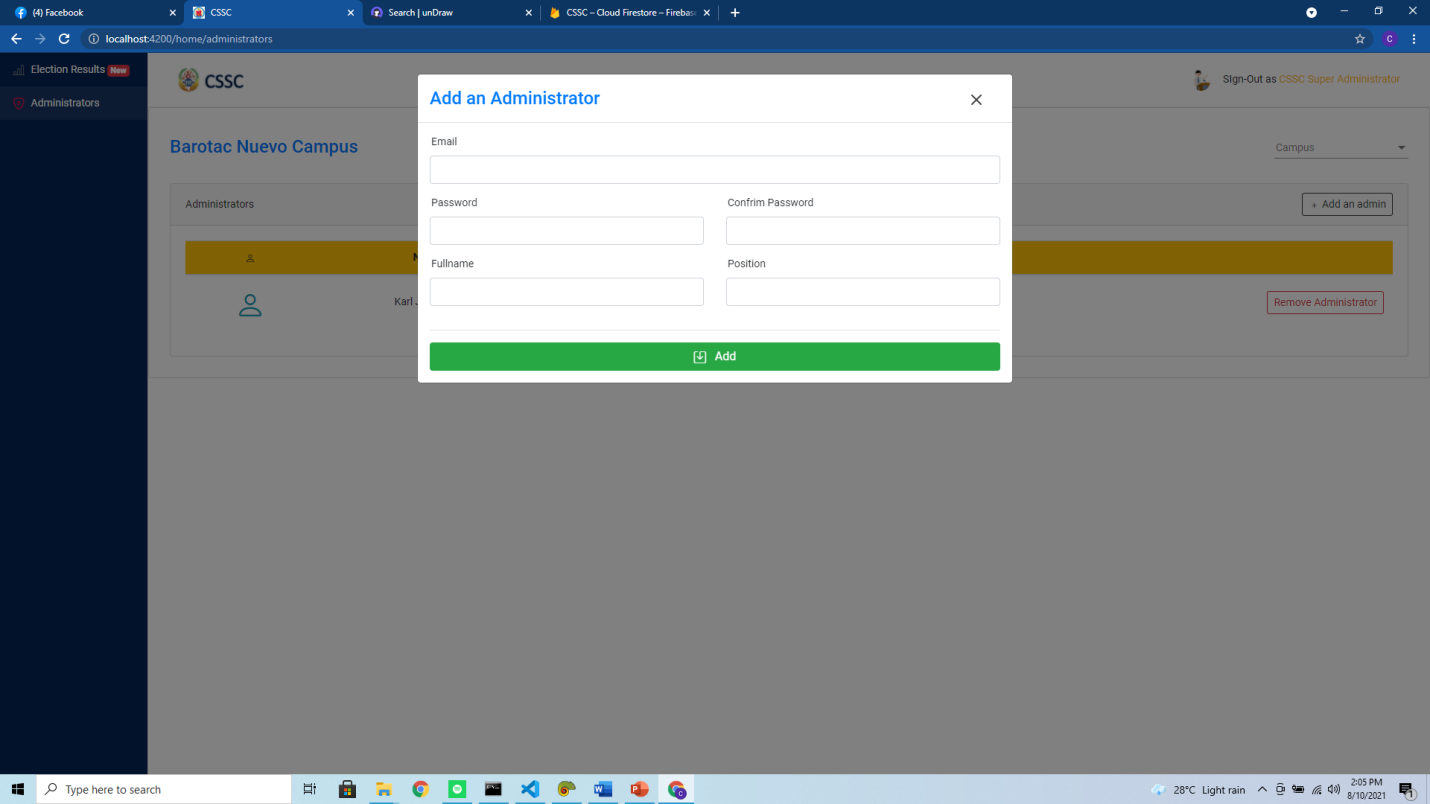 (4) Facebook
CSSC
Search | unDraw
CSSC – Cloud Firestore – Firebase
localhost:4200/home/administrators
C
Election Results New
Administrators
CSSC
SIgn-Out as CSSC Super Administrator
Add an Administrator
Email
Password
Confrim Password
Fullname
Position
Add
Barotac Nuevo Campus
Campus
Administrators
+ Add an admin
Karl
Remove Administrator
Type here to search
28°C Light rain
2:05 PM
8/10/2021
1